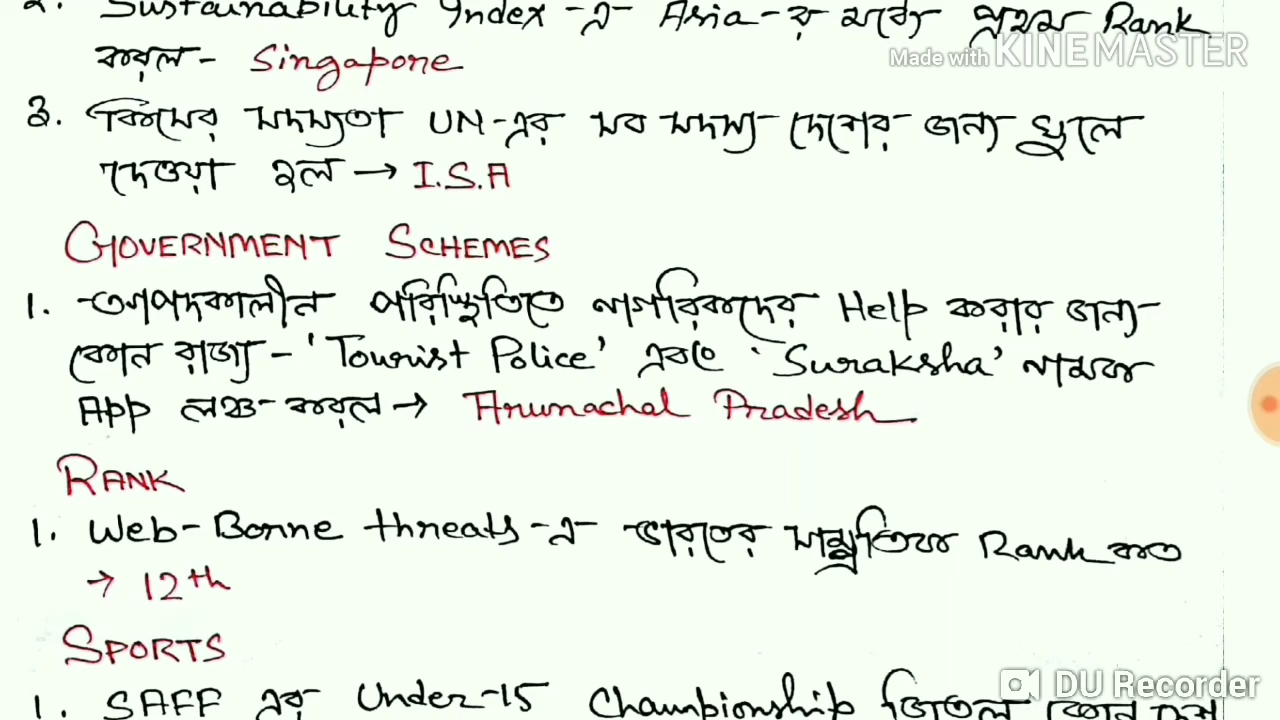 ২. Sustainability Index-এ Asia-র মধ্যে প্রথম Rank
Made with KINEMASTER
করল- Singapore
3. কিসের সদস্যতা UN-এর সব সদস্য দেশের জন্য খুলে
দেওয়া হল → I.S.A
GOVERNMENT SCHEMES
1. আপদকালীন পরিস্থিতিতে নাগরিকদের Help করার জন্য
কোন রাজ্য - 'Tourist Police' এবং 'Suraksha' নামক
App লঞ্চ করল → Arunachal Pradesh
RANK
1. Web-Borne threats-এ ভারতের সাম্প্রতিক Rank কত
→ 12th
SPORTS
1. SAFF এর Under-15 Championship জিতল কোন দেশ
DU Recorder